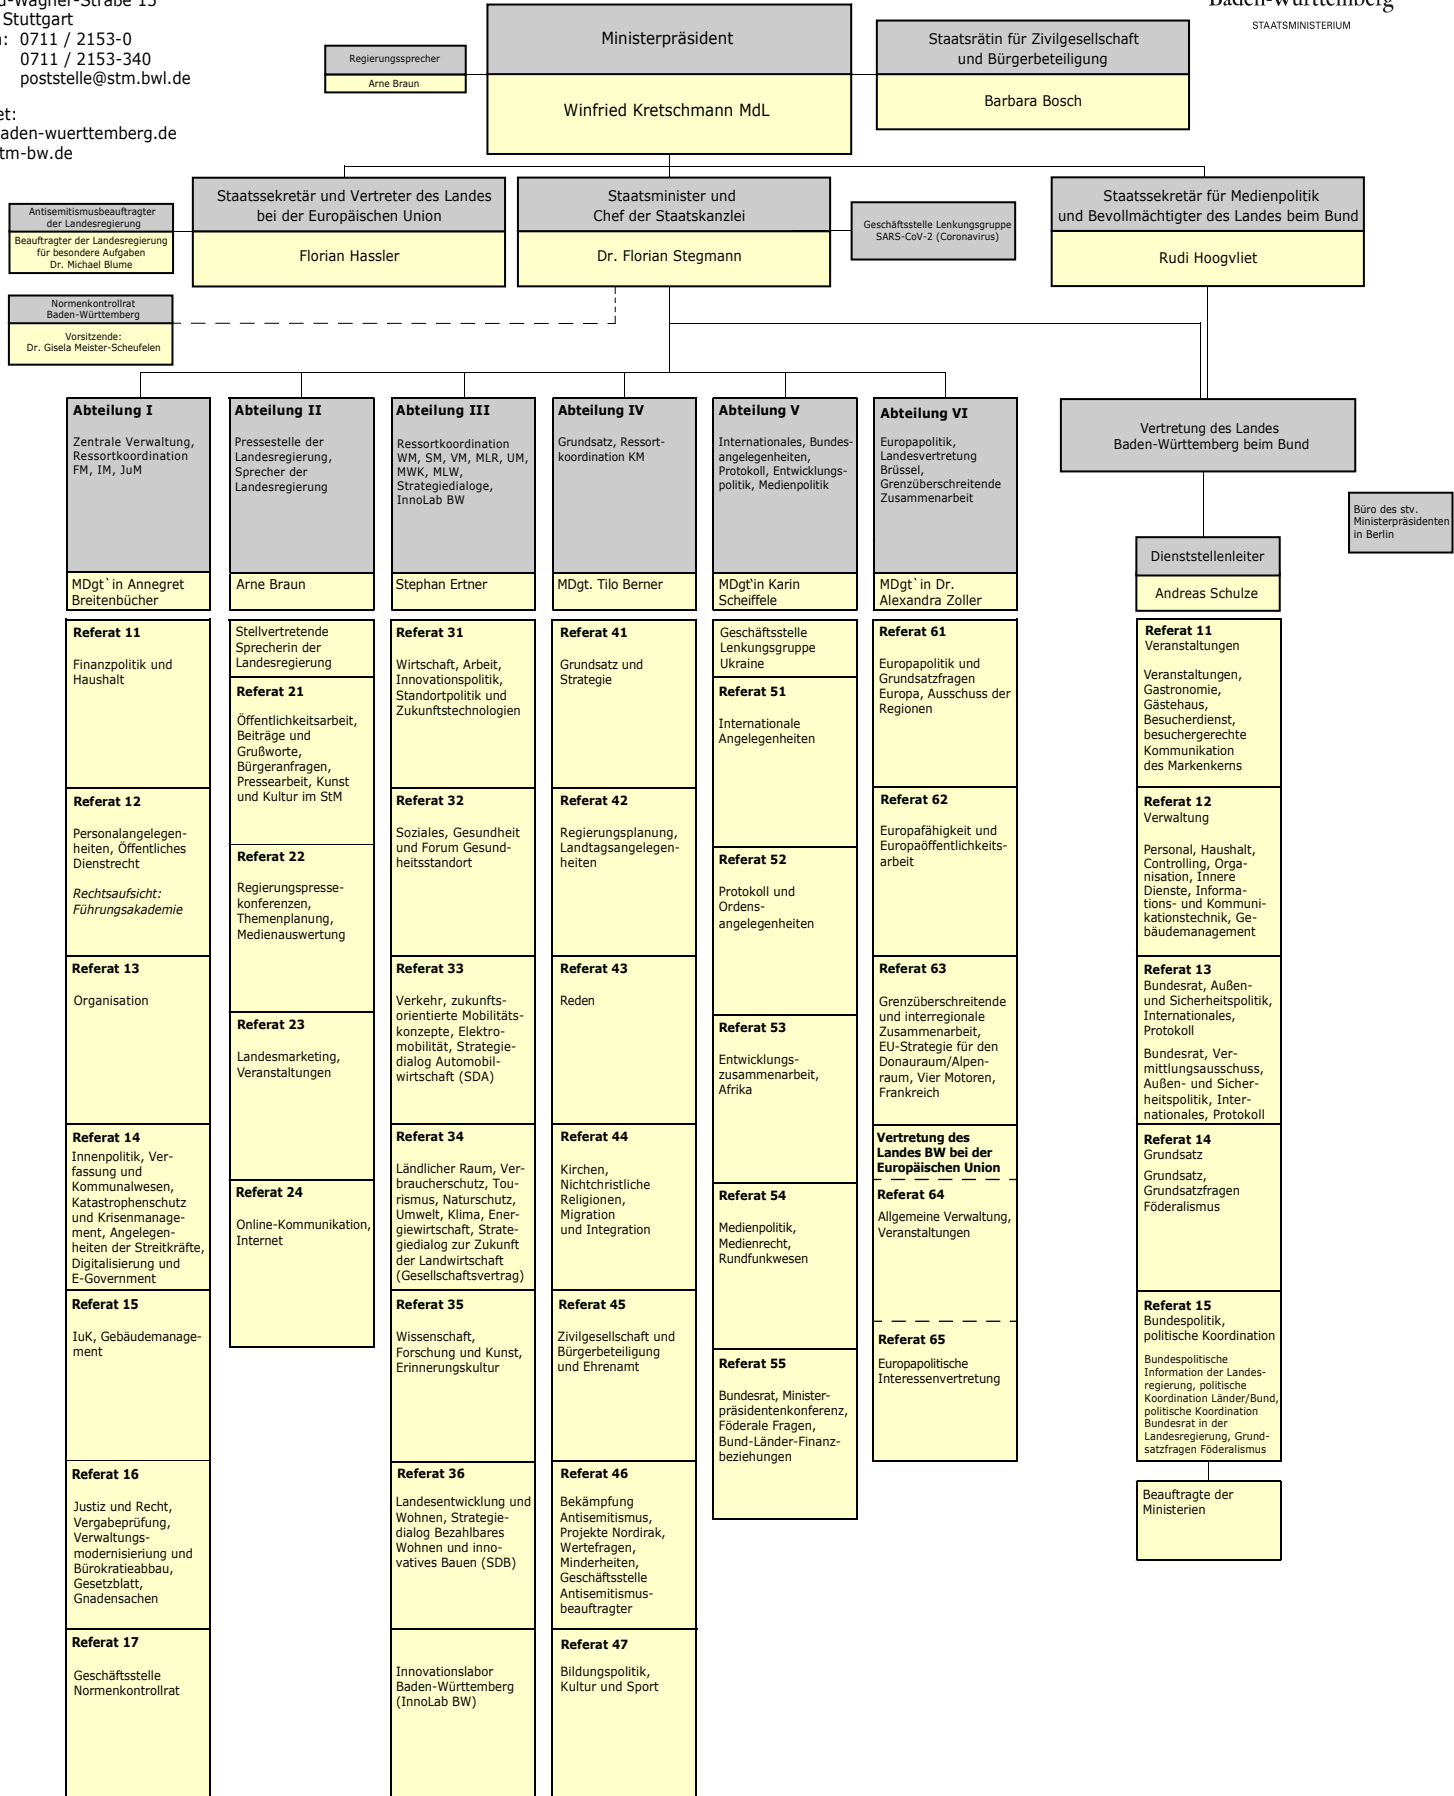 Stuttgart
0711 / 2153-0
0711 / 2153-340
poststelle@stm.bwl.de
Baden-Württemberg
STAATSMINISTERIUM
Ministerpräsident
Winfried Kretschmann MdL
Regierungssprecher
Arne Braun
Staatsrätin für Zivilgesellschaft
und Bürgerbeteiligung
Barbara Bosch
Staatssekretär und Vertreter des Landes
bei der Europäischen Union
Florian Hassler
Staatsminister und
Chef der Staatskanzlei
Dr. Florian Stegmann
Staatssekretär für Medienpolitik
und Bevollmächtigter des Landes beim Bund
Rudi Hoogvliet
Antisemitismusbeauftragter
der Landesregierung
Beauftragter der Landesregierung
für besondere Aufgaben
Dr. Michael Blume
Geschäftsstelle Lenkungsgruppe
SARS-CoV-2 (Coronavirus)
Normenkontrollrat
Baden-Württemberg
Vorsitzende:
Dr. Gisela Meister-Scheufelen
Abteilung I
Zentrale Verwaltung,
Ressortkoordination
FM, IM, JuM
MDgt`in Annegret
Breitenbücher
Referat 11
Finanzpolitik und
Haushalt
Referat 12
Personalangelegen-
heiten, Öffentliches
Dienstrecht
Rechtsaufsicht:
Führungsakademie
Referat 13
Organisation
Referat 14
Innenpolitik, Ver-
fassung und
Kommunalwesen,
Katastrophenschutz
und Krisenmanage-
ment, Angelegen-
heiten der Streitkräfte,
Digitalisierung und
E-Government
Referat 15
IuK, Gebäudemanage-
ment
Referat 16
Justiz und Recht,
Vergabeprüfung,
Verwaltungs-
modernisieriung und
Bürokratieabbau,
Gesetzblatt,
Gnadensachen
Referat 17
Geschäftsstelle
Normenkontrollrat
Abteilung II
Pressestelle der
Landesregierung,
Sprecher der
Landesregierung
Arne Braun
Stellvertretende
Sprecherin der
Landesregierung
Referat 21
Öffentlichkeitsarbeit,
Beiträge und
Grußworte,
Bürgeranfragen,
Pressearbeit, Kunst
und Kultur im StM
Referat 22
Regierungspresse-
konferenzen,
Themenplanung,
Medienauswertung
Referat 23
Landesmarketing,
Veranstaltungen
Referat 24
Online-Kommunikation,
Internet
Abteilung III
Ressortkoordination
WM, SM, VM, MLR, UM,
MWK, MLW,
Strategiedialoge,
InnoLab BW
Stephan Ertner
Referat 31
Wirtschaft, Arbeit,
Innovationspolitik,
Standortpolitik und
Zukunftstechnologien
Referat 32
Soziales, Gesundheit
und Forum Gesund-
heitsstandort
Referat 33
Verkehr, zukunfts-
orientierte Mobilitäts-
konzepte, Elektro-
mobilität, Strategie-
dialog Automobil-
wirtschaft (SDA)
Referat 34
Ländlicher Raum, Ver-
braucherschutz, Tou-
rismus, Naturschutz,
Umwelt, Klima, Ener-
giewirtschaft, Strate-
giedialog zur Zukunft
der Landwirtschaft
(Gesellschaftsvertrag)
Referat 35
Wissenschaft,
Forschung und Kunst,
Erinnerungskultur
Referat 36
Landesentwicklung und
Wohnen, Strategie-
dialog Bezahlbares
Wohnen und inno-
vatives Bauen (SDB)
Innovationslabor
Baden-Württemberg
(InnoLab BW)
Abteilung IV
Grundsatz, Ressort-
koordination KM
MDgt. Tilo Berner
Referat 41
Grundsatz und
Strategie
Referat 42
Regierungsplanung,
Landtagsangelegen-
heiten
Referat 43
Reden
Referat 44
Kirchen,
Nichtchristliche
Religionen,
Migration
und Integration
Referat 45
Zivilgesellschaft und
Bürgerbeteiligung
und Ehrenamt
Referat 46
Bekämpfung
Antisemitismus,
Projekte Nordirak,
Wertefragen,
Minderheiten,
Geschäftsstelle
Antisemitismus-
beauftragter
Referat 47
Bildungspolitik,
Kultur und Sport
Abteilung V
Internationales, Bundes-
angelegenheiten,
Protokoll, Entwicklungs-
politik, Medienpolitik
MDgt'in Karin
Scheiffele
Geschäftsstelle
Lenkungsgruppe
Ukraine
Referat 51
Internationale
Angelegenheiten
Referat 52
Protokoll und
Ordens-
angelegenheiten
Referat 53
Entwicklungs-
zusammenarbeit,
Afrika
Referat 54
Medienpolitik,
Medienrecht,
Rundfunkwesen
Referat 55
Bundesrat, Minister-
präsidentenkonferenz,
Föderale Fragen,
Bund-Länder-Finanz-
beziehungen
Abteilung VI
Europapolitik,
Landesvertretung
Brüssel,
Grenzüberschreitende
Zusammenarbeit
MDgt`in Dr.
Alexandra Zoller
Referat 61
Europapolitik und
Grundsatzfragen
Europa, Ausschuss der
Regionen
Referat 62
Europafähigkeit und
Europaöffentlichkeits-
arbeit
Referat 63
Grenzüberschreitende
und interregionale
Zusammenarbeit,
EU-Strategie für den
Donauraum/Alpen-
raum, Vier Motoren,
Frankreich
Vertretung des
Landes BW bei der
Europäischen Union
Referat 64
Allgemeine Verwaltung,
Veranstaltungen
Referat 65
Europapolitische
Interessenvertretung
Vertretung des Landes
Baden-Württemberg beim Bund
Büro des stv.
Ministerpräsidenten
in Berlin
Dienststellenleiter
Andreas Schulze
Referat 11
Veranstaltungen
Veranstaltungen,
Gastronomie,
Gästehaus,
Besucherdienst,
besuchergerechte
Kommunikation
des Markenkerns
Referat 12
Verwaltung
Personal, Haushalt,
Controlling, Orga-
nisation, Innere
Dienste, Informa-
tions- und Kommuni-
kationstechnik, Ge-
bäudemanagement
Referat 13
Bundesrat, Außen-
und Sicherheitspolitik,
Internationales,
Protokoll
Bundesrat, Ver-
mittlungsausschuss,
Außen- und Sicher-
heitspolitik, Inter-
nationales, Protokoll
Referat 14
Grundsatz
Grundsatz,
Grundsatzfragen
Föderalismus
Referat 15
Bundespolitik,
politische Koordination
Bundespolitische
Information der Landes-
regierung, politische
Koordination Länder/Bund,
politische Koordination
Bundesrat in der
Landesregierung, Grund-
satzfragen Föderalismus
Beauftragte der
Ministerien